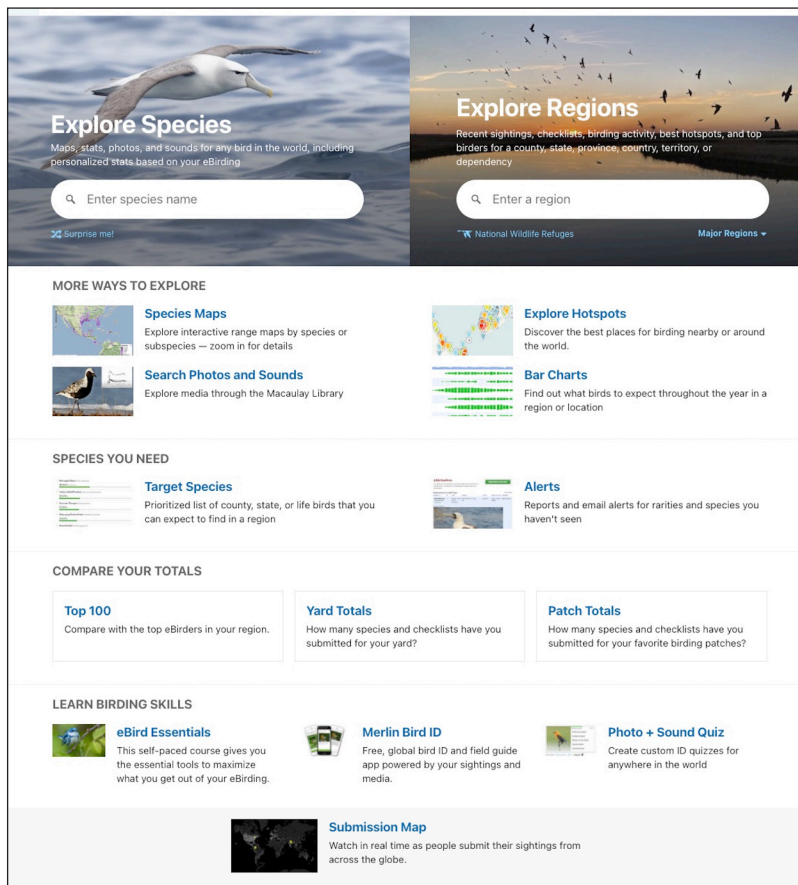 Explore Species
Maps, stats, photos, and sounds for any bird in the world, including
personalized stats based on your eBirding
Enter species name
Surprise me!
Explore Regions
Recent sightings, checklists, birding activity, best hotspots, and top
birders for a county, state, province, country, territory, or
dependency
Enter a region
National Wildlife Refuges
Major Regions
MORE WAYS TO EXPLORE
Species Maps
Explore interactive range maps by species or
subspecies — zoom in for details
Explore Hotspots
Discover the best places for birding nearby or around
the world.
Search Photos and Sounds
Explore media through the Macaulay Library
Bar Charts
Find out what birds to expect throughout the year in a
region or location
SPECIES YOU NEED
Target Species
Prioritized list of county, state, or life birds that you
can expect to find in a region
Alerts
Reports and email alerts for rarities and species you
haven't seen
COMPARE YOUR TOTALS
Top 100
Compare with the top eBirders in your region.
Yard Totals
How many species and checklists have you
submitted for your yard?
Patch Totals
How many species and checklists have you
submitted for your favorite birding patches?
LEARN BIRDING SKILLS
eBird Essentials
This self-paced course gives you
the essential tools to maximize
what you get out of your eBirding.
Merlin Bird ID
Free, global bird ID and field guide
app powered by your sightings and
media.
Photo + Sound Quiz
Create custom ID quizzes for
anywhere in the world
Submission Map
Watch in real time as people submit their sightings from
across the globe.